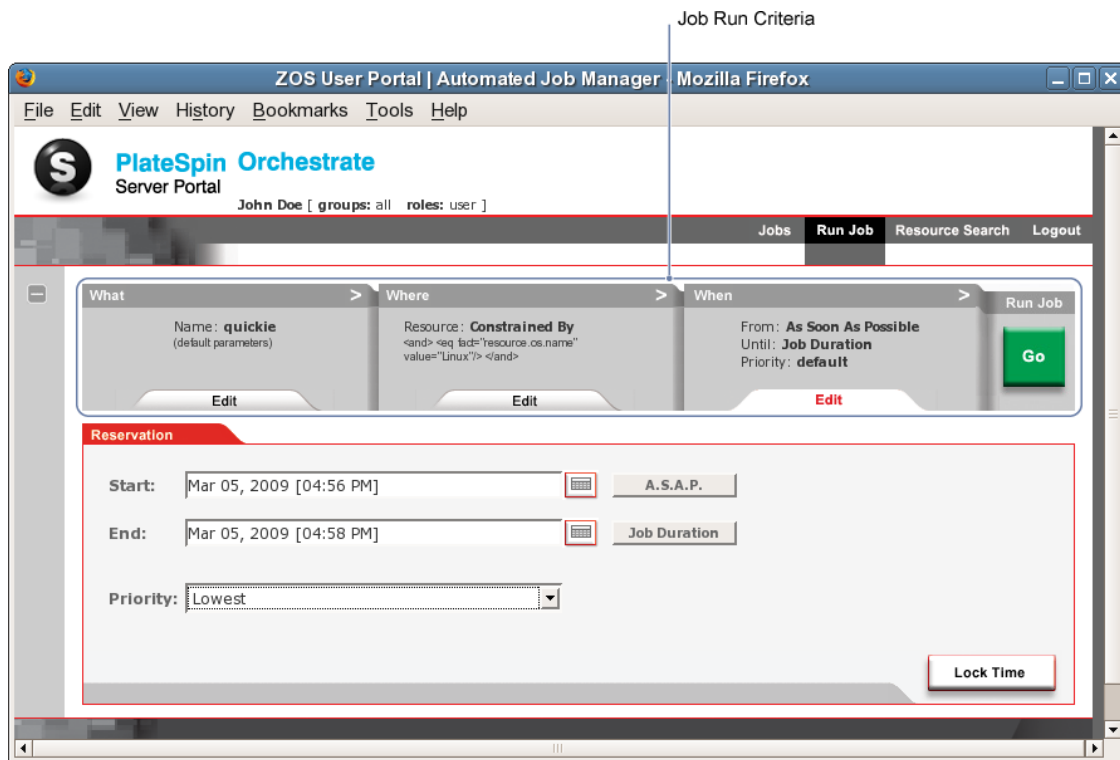 Job Run Criteria
ZOS User Portal | Automated Job Manager - Mozilla Firefox
File Edit View History Bookmarks Tools Help
S
PlateSpin Orchestrate
Server Portal
John Doe [ groups: all roles: user ]
Jobs Run Job Resource Search Logout
What > Where > When > Run Job
Name: quickie
(default parameters)
Edit
Resource: Constrained By
<and> <eq fact="resource.os.name"
value="Linux"/> </and>
Edit
From: As Soon As Possible
Until: Job Duration
Priority: default
Edit
Go
Reservation
Start: Mar 05, 2009 [04:56 PM] A.S.A.P.
End: Mar 05, 2009 [04:58 PM] Job Duration
Priority: Lowest
Lock Time